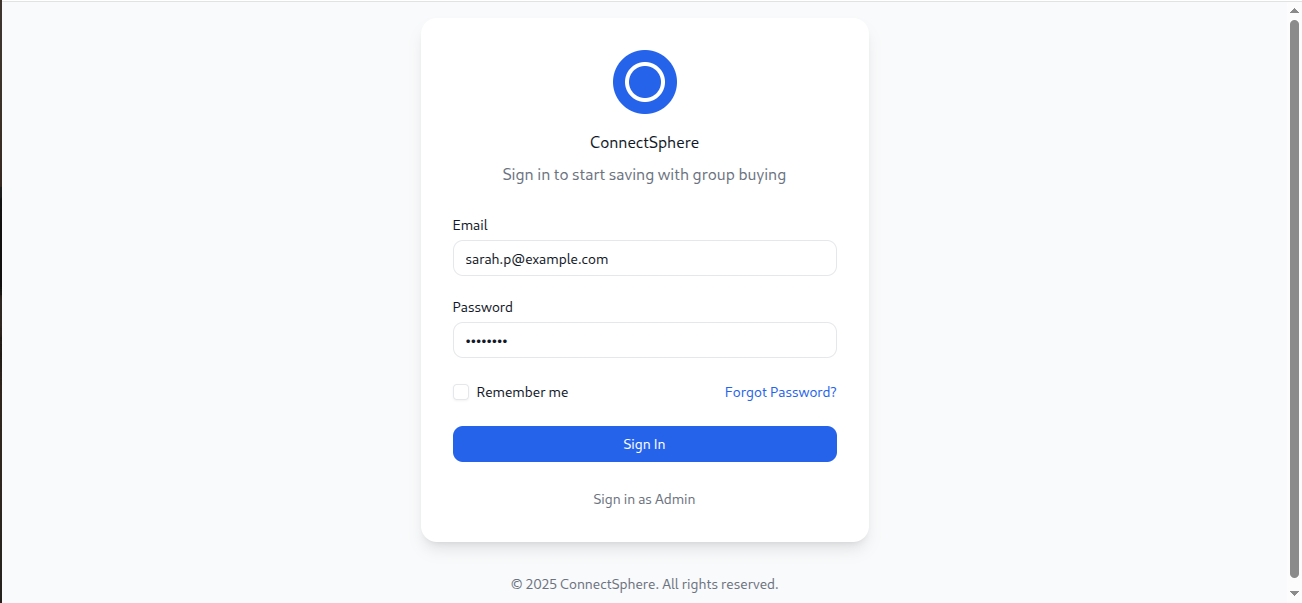 ConnectSphere
Sign in to start saving with group buying
Email
sarah.p@example.com
Password
••••••••
Remember me
Forgot Password?
Sign In
Sign in as Admin
© 2025 ConnectSphere. All rights reserved.